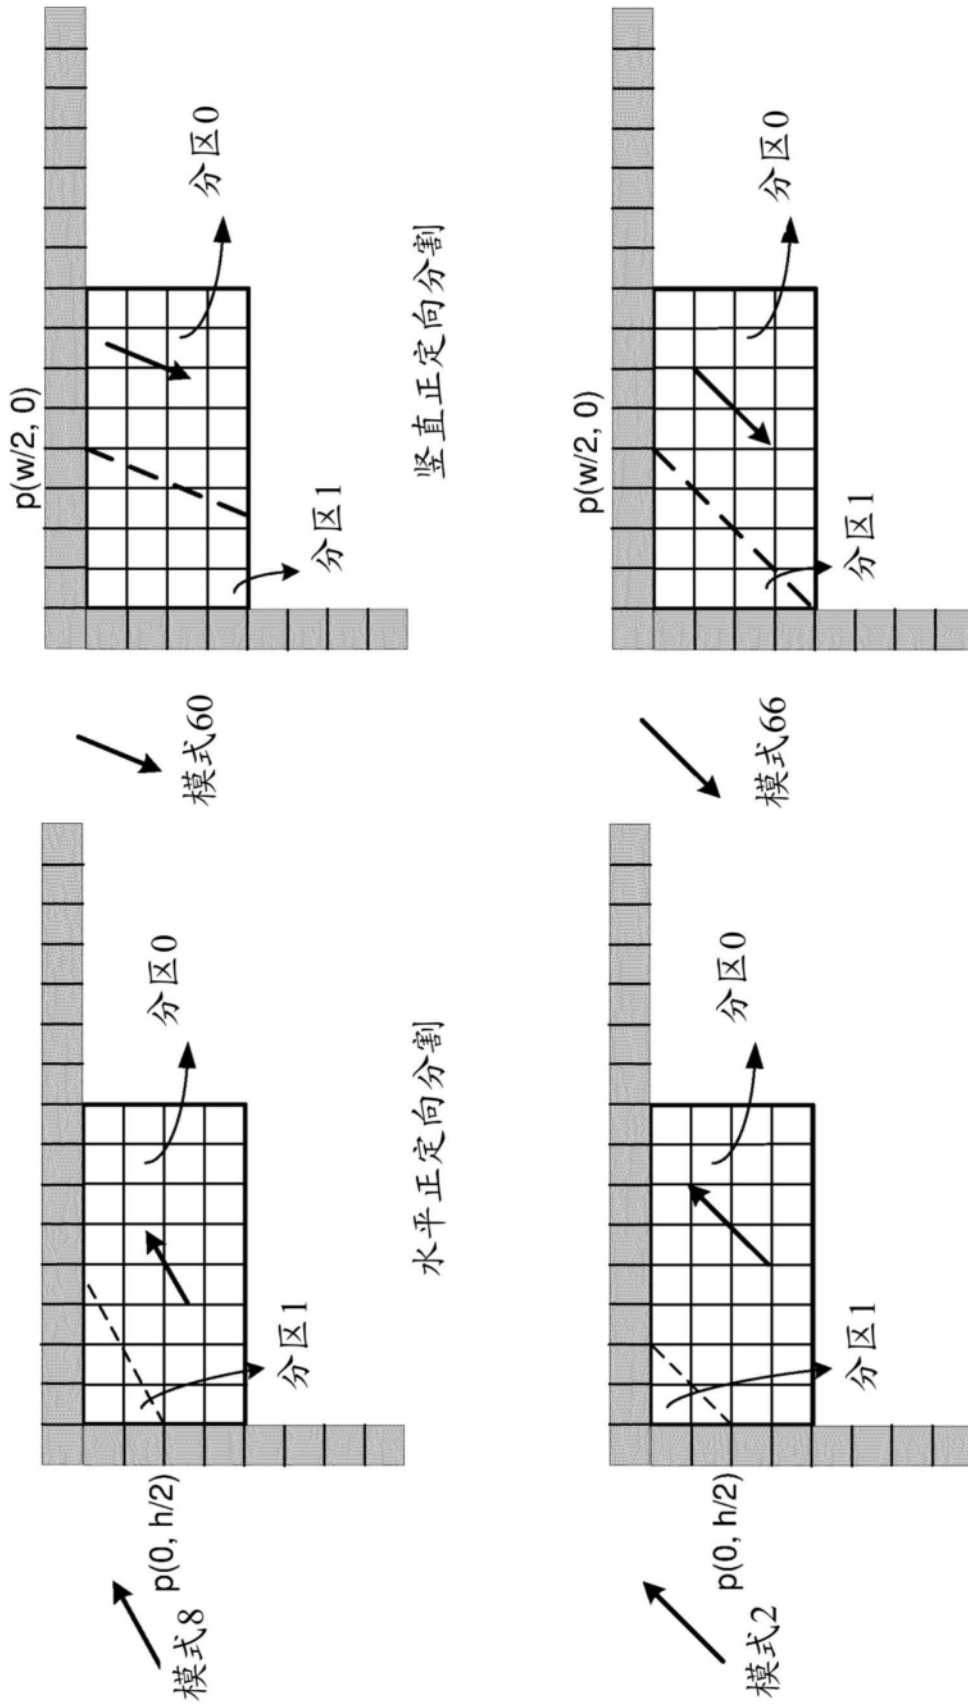 模式8
p(0, h/2)
分区0
分区1
水平正定向分割
模式60
p(w/2, 0)
分区0
分区1
竖直正定向分割
模式2
p(0, h/2)
分区0
分区1
模式66
p(w/2, 0)
分区0
分区1